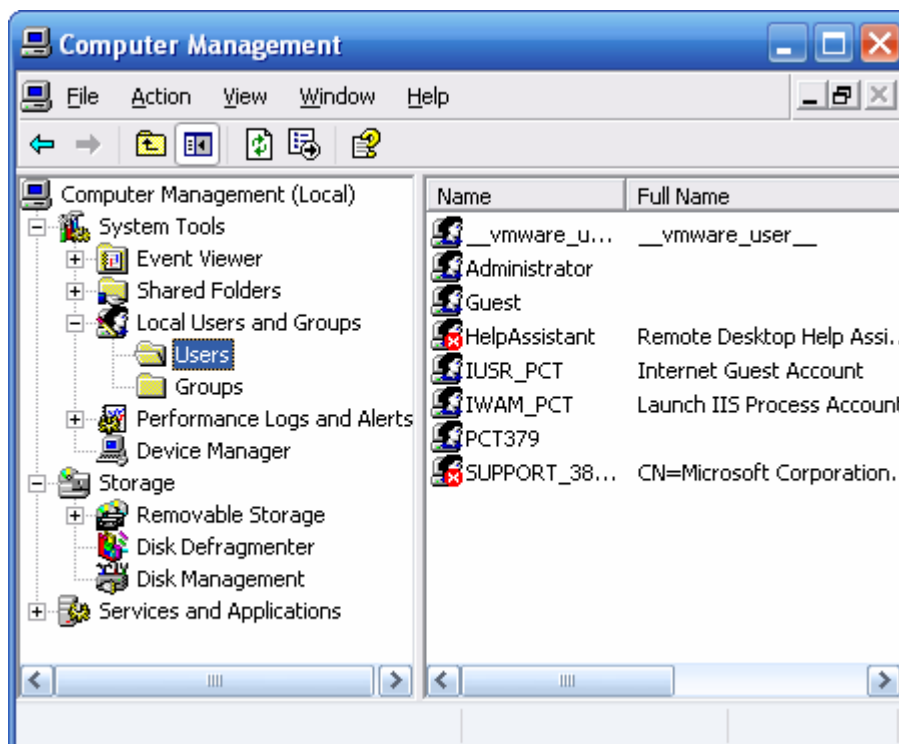 Computer Management
File Action View Window Help
Computer Management (Local)
System Tools
Event Viewer
Shared Folders
Local Users and Groups
Users
Groups
Performance Logs and Alerts
Device Manager
Storage
Removable Storage
Disk Defragmenter
Disk Management
Services and Applications
Name Full Name
__vmware_u... __vmware_user__
Administrator
Guest
HelpAssistant Remote Desktop Help Assi..
IUSR_PCT Internet Guest Account
IWAM_PCT Launch IIS Process Account
PCT379
SUPPORT_38... CN=Microsoft Corporation.